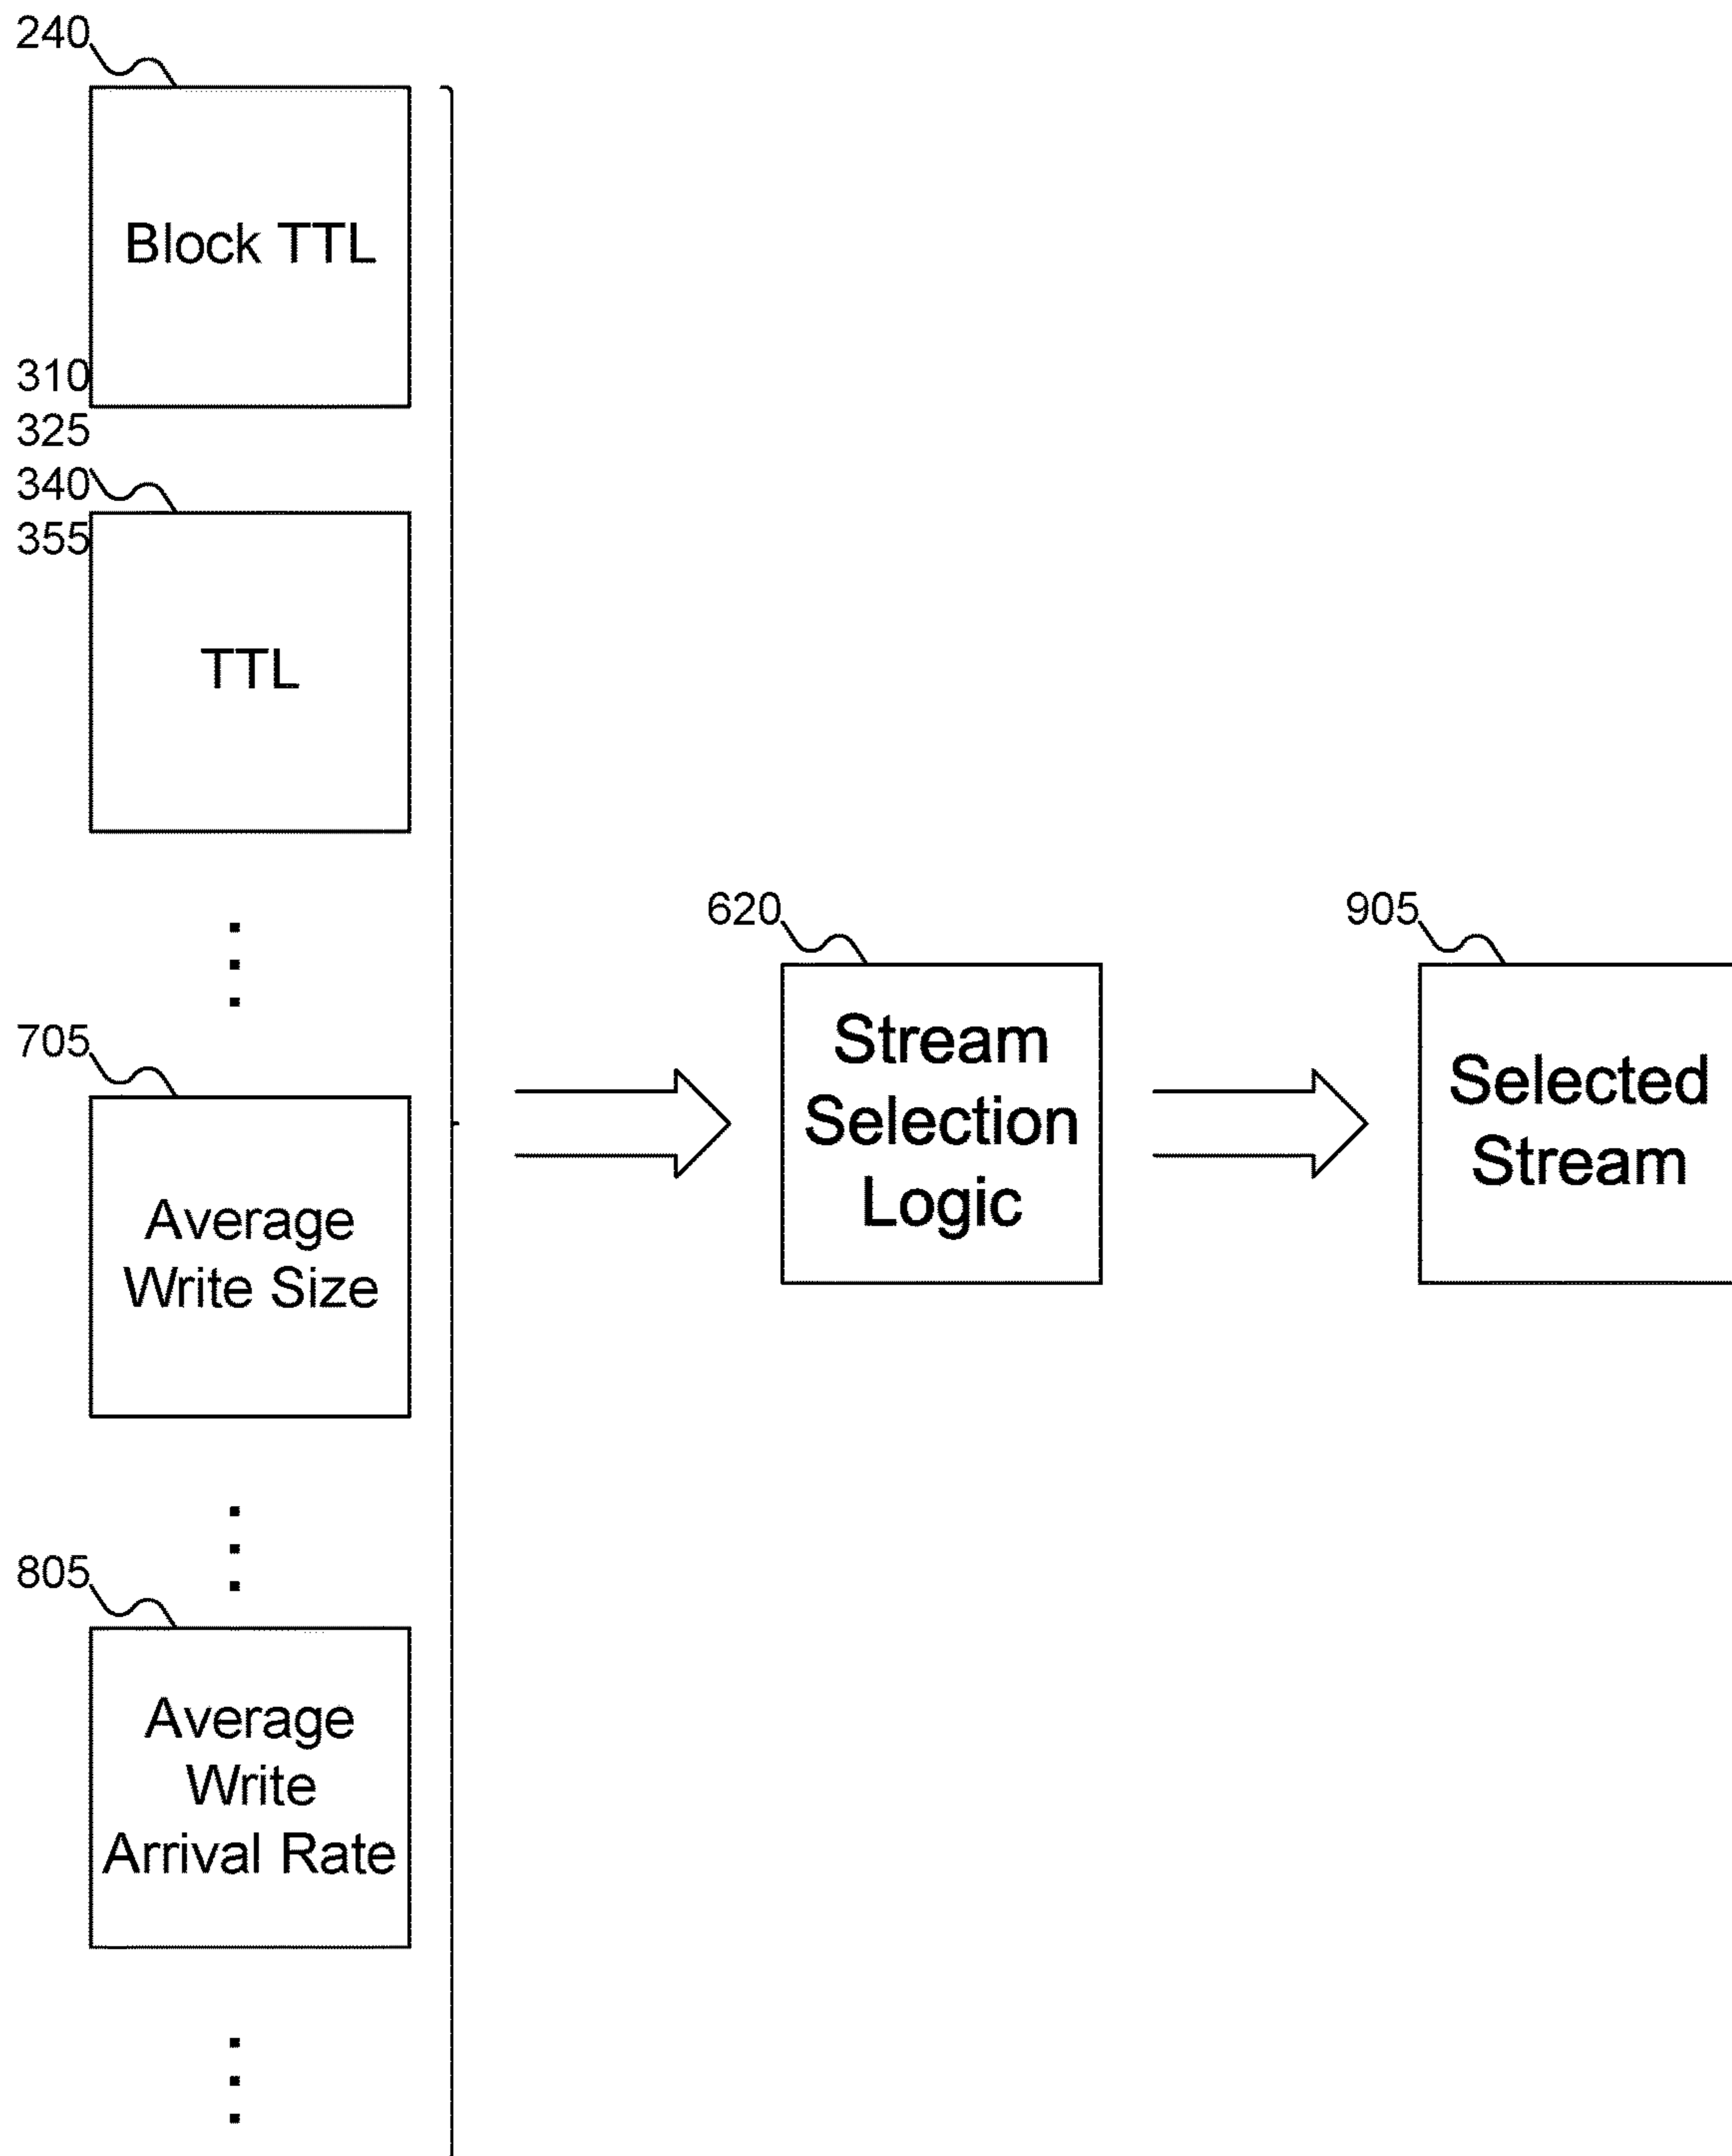 240
Block TTL
310
325
340
355
TTL
705
Average
Write Size
805
Average
Write
Arrival Rate
620
Stream
Selection
Logic
905
Selected
Stream